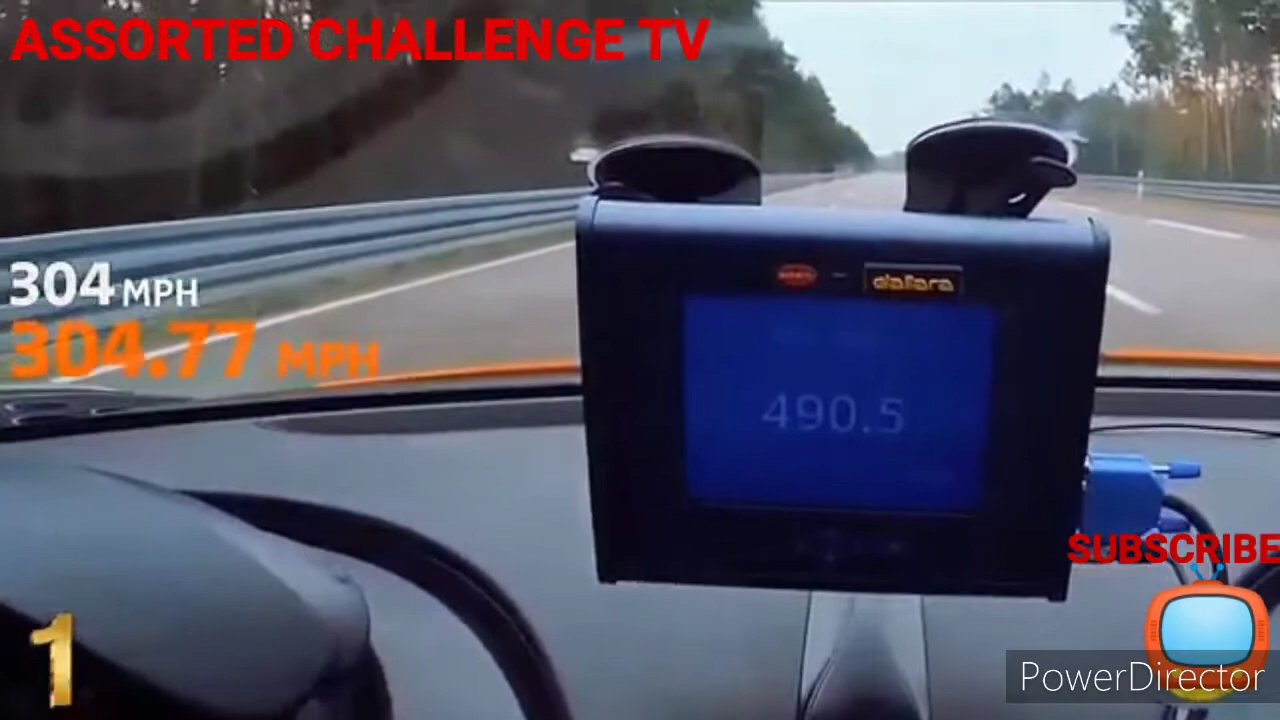 ASSORTED CHALLENGE TV
dallara
304 MPH
304.77 MPH
490.5
SUBSCRIBE
1
PowerDirector